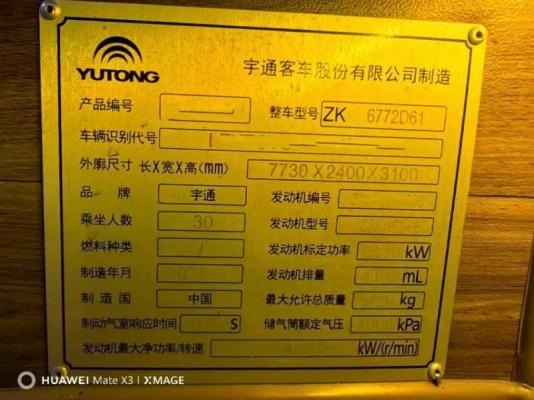 YUTONG
宇通客车股份有限公司制造
产品编号 整车型号 ZK 6772D61
车辆识别代号
外廓尺寸 长X宽X高(mm) 7730X2400X3100
品牌 宇通 发动机编号
乘坐人数 30 发动机型号
燃料种类 发动机标定功率 kW
制造年月 发动机排量 mL
制造国 中国 最大允许总质量 kg
制动气室响应时间 S 储气筒额定气压 kPa
发动机最大净功率/转速 kW/(r/min)
HUAWEI Mate X3 | XMAGE